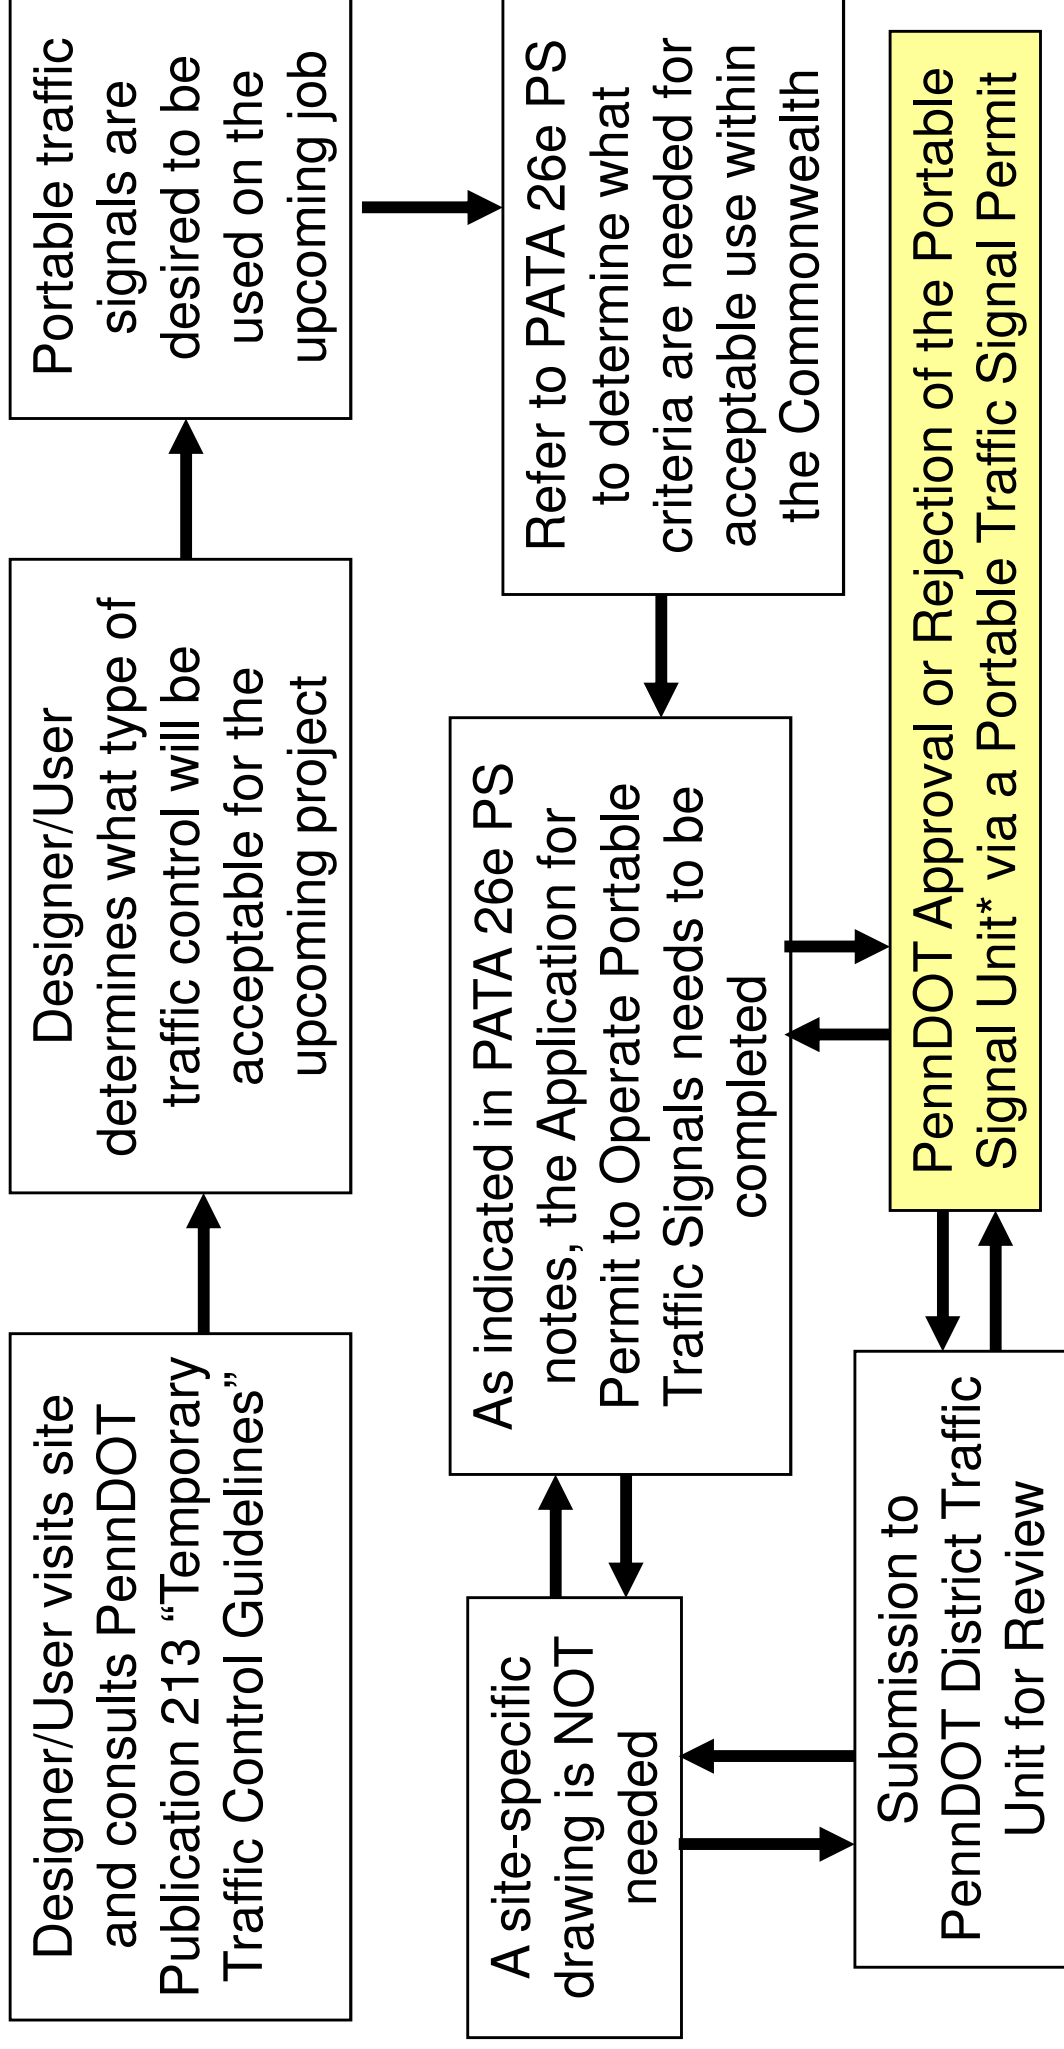 Designer/User visits site
and consults PennDOT
Publication 213 “Temporary
Traffic Control Guidelines”
Designer/User
determines what type of
traffic control will be
acceptable for the
upcoming project
Portable traffic
signals are
desired to be
used on the
upcoming job
Refer to PATA 26e PS
to determine what
criteria are needed for
acceptable use within
the Commonwealth
As indicated in PATA 26e PS
notes, the Application for
Permit to Operate Portable
Traffic Signals needs to be
completed
A site-specific
drawing is NOT
needed
Submission to
PennDOT District Traffic
Unit for Review
PennDOT Approval or Rejection of the Portable
Signal Unit* via a Portable Traffic Signal Permit